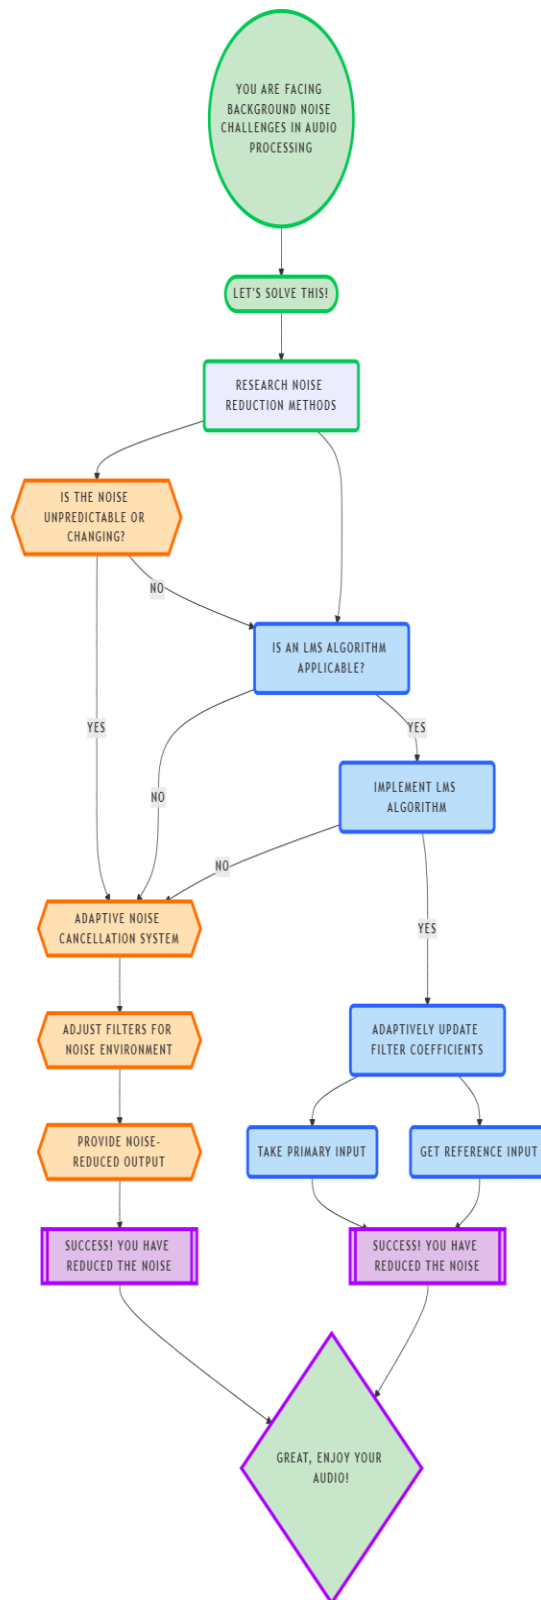 YOU ARE FACING
BACKGROUND NOISE
CHALLENGES IN AUDIO
PROCESSING
LET'S SOLVE THIS!
RESEARCH NOISE
REDUCTION METHODS
IS THE NOISE
UNPREDICTABLE OR
CHANGING?
NO
IS AN LMS ALGORITHM
APPLICABLE?
YES
YES
IMPLEMENT LMS
ALGORITHM
NO
NO
YES
ADAPTIVE NOISE
CANCELLATION SYSTEM
ADJUST FILTERS FOR
NOISE ENVIRONMENT
ADAPTIVELY UPDATE
FILTER COEFFICIENTS
PROVIDE NOISE-
REDUCED OUTPUT
TAKE PRIMARY INPUT
GET REFERENCE INPUT
SUCCESS! YOU HAVE
REDUCED THE NOISE
SUCCESS! YOU HAVE
REDUCED THE NOISE
GREAT, ENJOY YOUR
AUDIO!